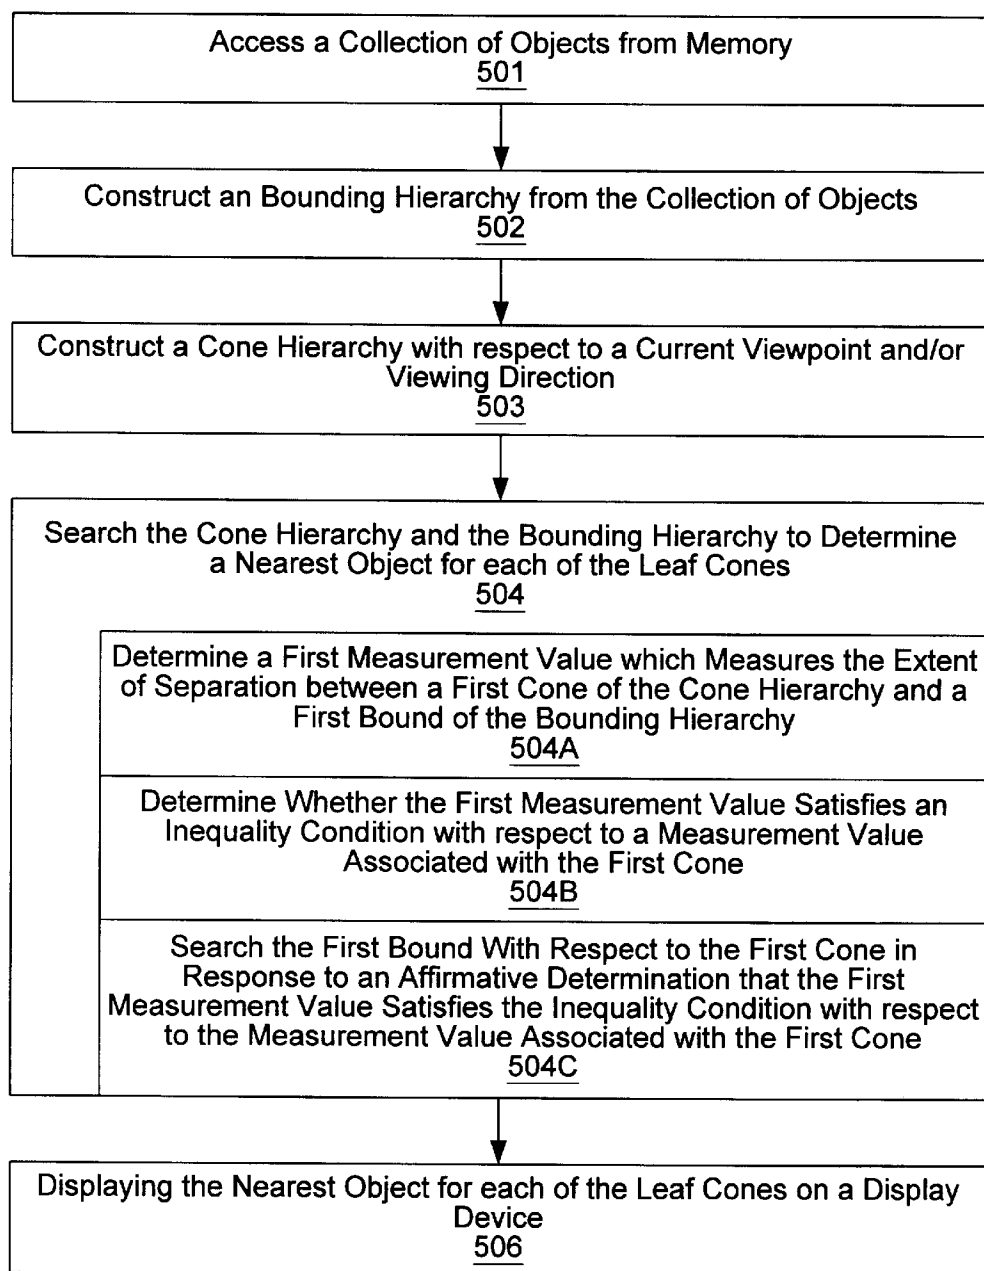 Access a Collection of Objects from Memory
501
Construct an Bounding Hierarchy from the Collection of Objects
502
Construct a Cone Hierarchy with respect to a Current Viewpoint and/or
Viewing Direction
503
Search the Cone Hierarchy and the Bounding Hierarchy to Determine
a Nearest Object for each of the Leaf Cones
504
Determine a First Measurement Value which Measures the Extent
of Separation between a First Cone of the Cone Hierarchy and a
First Bound of the Bounding Hierarchy
504A
Determine Whether the First Measurement Value Satisfies an
Inequality Condition with respect to a Measurement Value
Associated with the First Cone
504B
Search the First Bound With Respect to the First Cone in
Response to an Affirmative Determination that the First
Measurement Value Satisfies the Inequality Condition with respect
to the Measurement Value Associated with the First Cone
504C
Displaying the Nearest Object for each of the Leaf Cones on a Display
Device
506